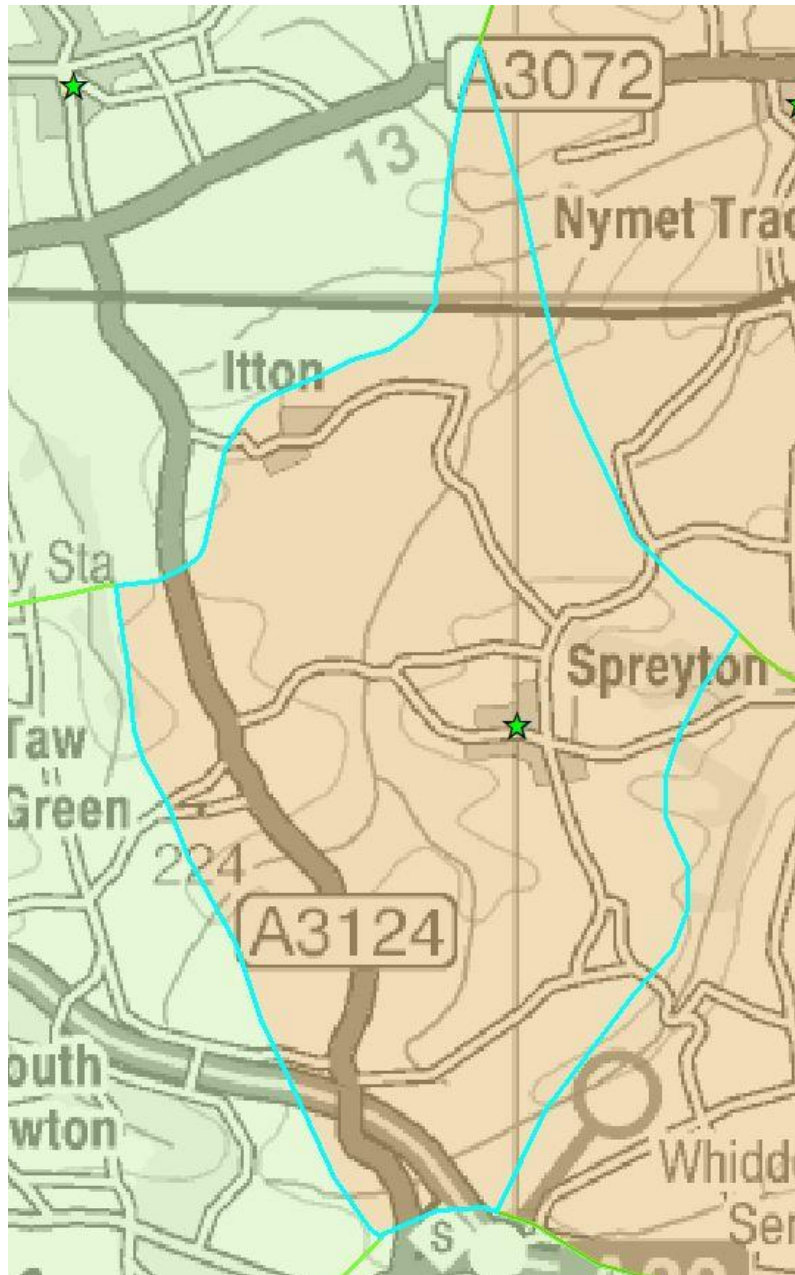 A3072
13
Nymet Trac
Itton
y Sta
Spreyton
Taw
Green
224
A3124
outh
wton
Whidd
Ser
S